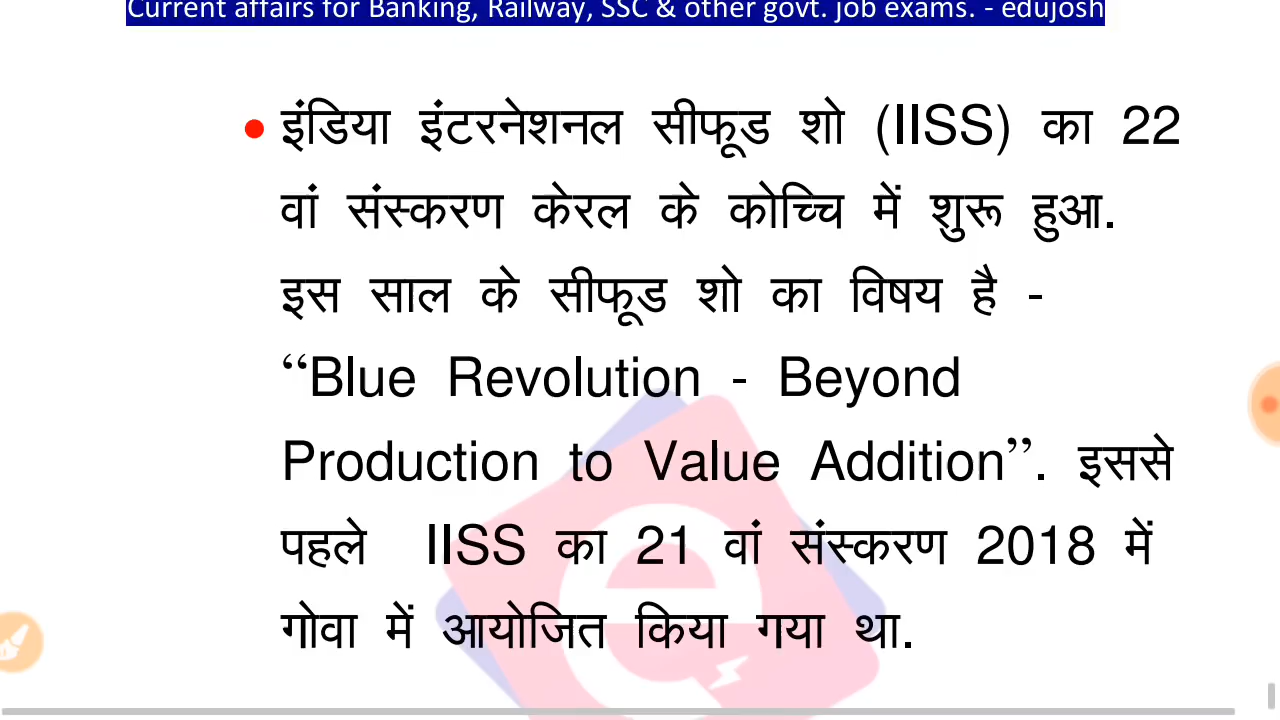 Current affairs for Banking, Railway, SSC & other govt. job exams. - edujosh
• इंडिया इंटरनेशनल सीफूड शो (IISS) का 22
वां संस्करण केरल के कोच्चि में शुरू हुआ.
इस साल के सीफूड शो का विषय है -
“Blue Revolution - Beyond
Production to Value Addition”. इससे
पहले IISS का 21 वां संस्करण 2018 में
गोवा में आयोजित किया गया था.